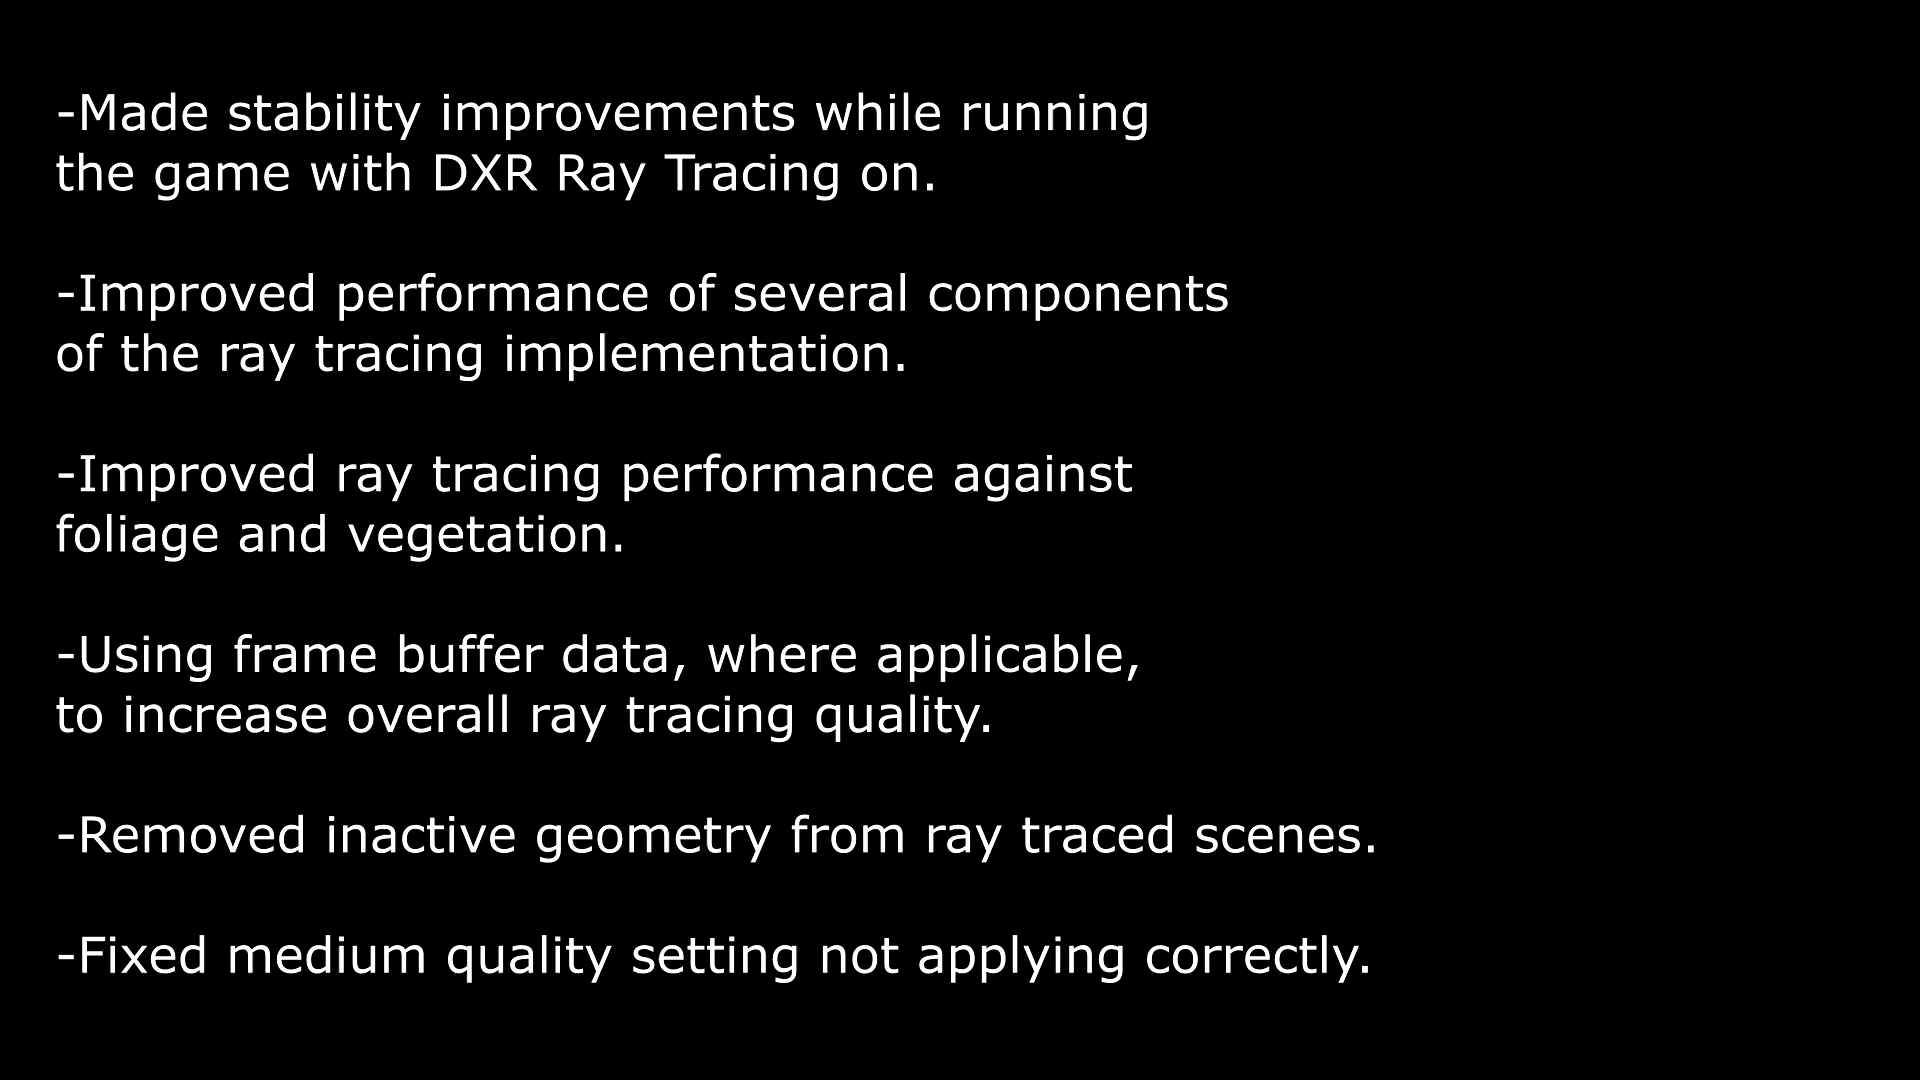 -Made stability improvements while running
the game with DXR Ray Tracing on.
-Improved performance of several components
of the ray tracing implementation.
-Improved ray tracing performance against
foliage and vegetation.
-Using frame buffer data, where applicable,
to increase overall ray tracing quality.
-Removed inactive geometry from ray traced scenes.
-Fixed medium quality setting not applying correctly.